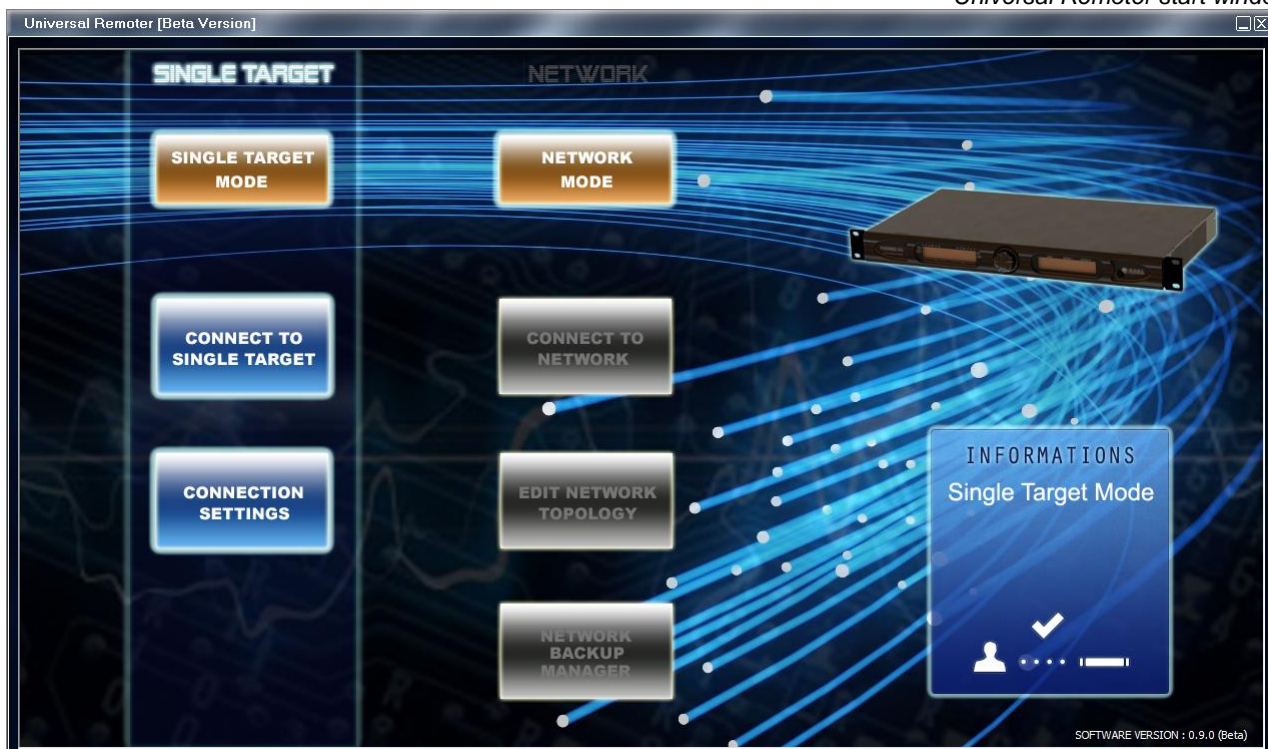 Universal Remoter start windo
Universal Remoter [Beta Version]
SINGLE TARGET
NETWORK
SINGLE TARGET
MODE
NETWORK
MODE
CONNECT TO
SINGLE TARGET
CONNECT TO
NETWORK
CONNECTION
SETTINGS
EDIT NETWORK
TOPOLOGY
NETWORK
BACKUP
MANAGER
INFORMATIONS
Single Target Mode
SOFTWARE VERSION : 0.9.0 (Beta)